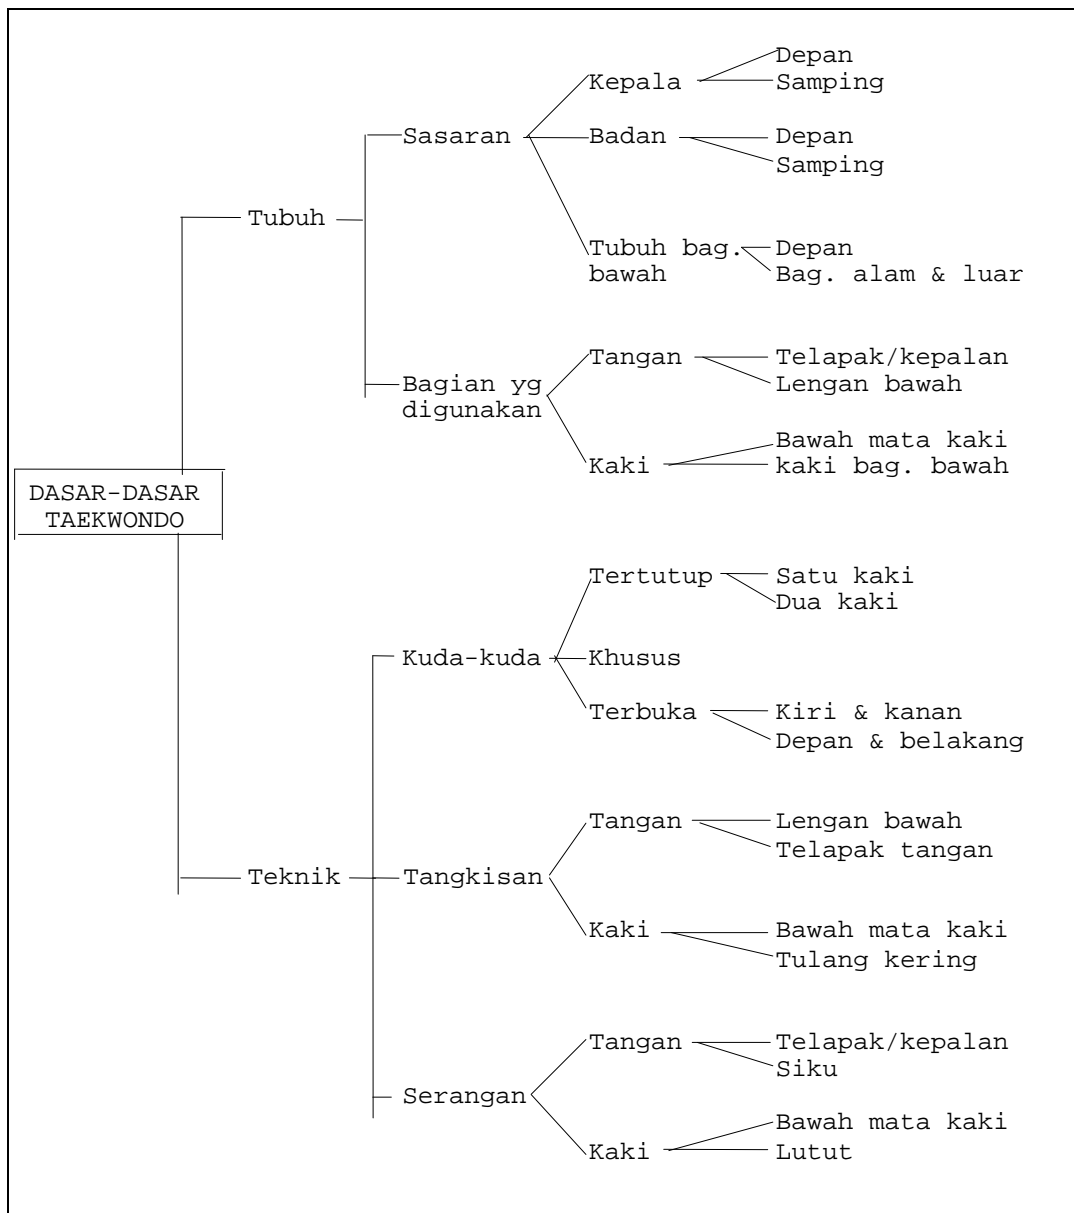 Depan
Kepala
Samping
Sasaran
Badan
Depan
Samping
Tubuh
Tubuh bag.
bawah
Depan
Bag. alam & luar
Tangan
Telapak/kepalan
Lengan bawah
Bagian yg
digunakan
Bawah mata kaki
Kaki
kaki bag. bawah
DASAR-DASAR
TAEKWONDO
Tertutup
Satu kaki
Dua kaki
Kuda-kuda
Khusus
Terbuka
Kiri & kanan
Depan & belakang
Tangan
Lengan bawah
Telapak tangan
Teknik
Tangkisan
Kaki
Bawah mata kaki
Tulang kering
Tangan
Telapak/kepalan
Siku
Serangan
Bawah mata kaki
Kaki
Lutut